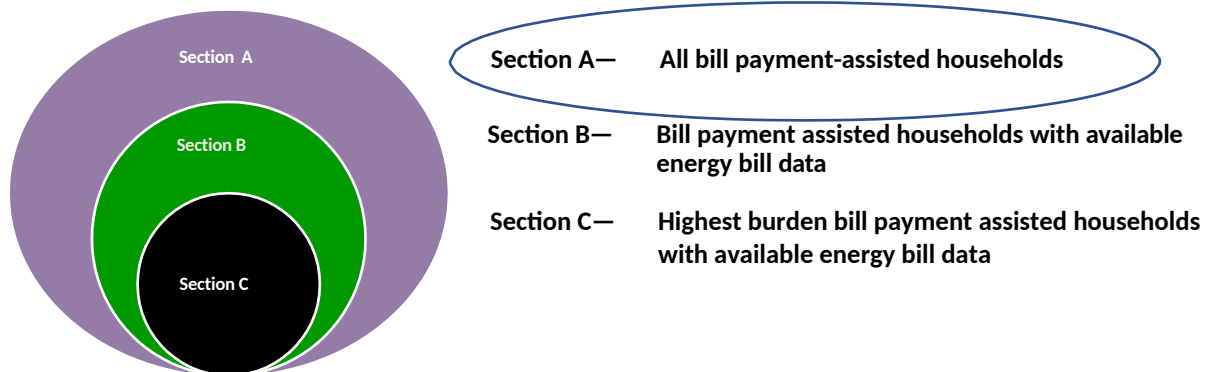 Section A
Section B
Section C
Section A— All bill payment-assisted households
Section B— Bill payment assisted households with available
energy bill data
Section C— Highest burden bill payment assisted households
with available energy bill data